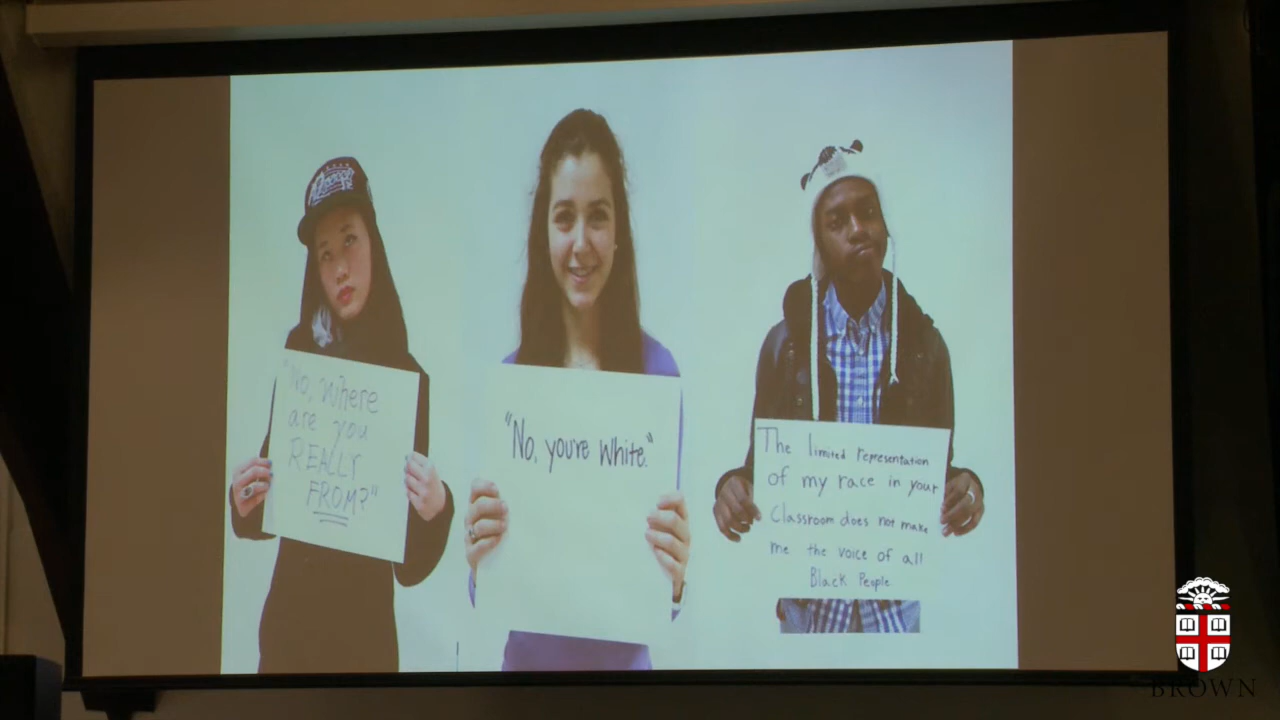 "No, Where
are you
REALLY
FROM?"
"No, you're White."
The limited representation
of my race in your
Classroom does not make
me the voice of all
Black People.
BROWN